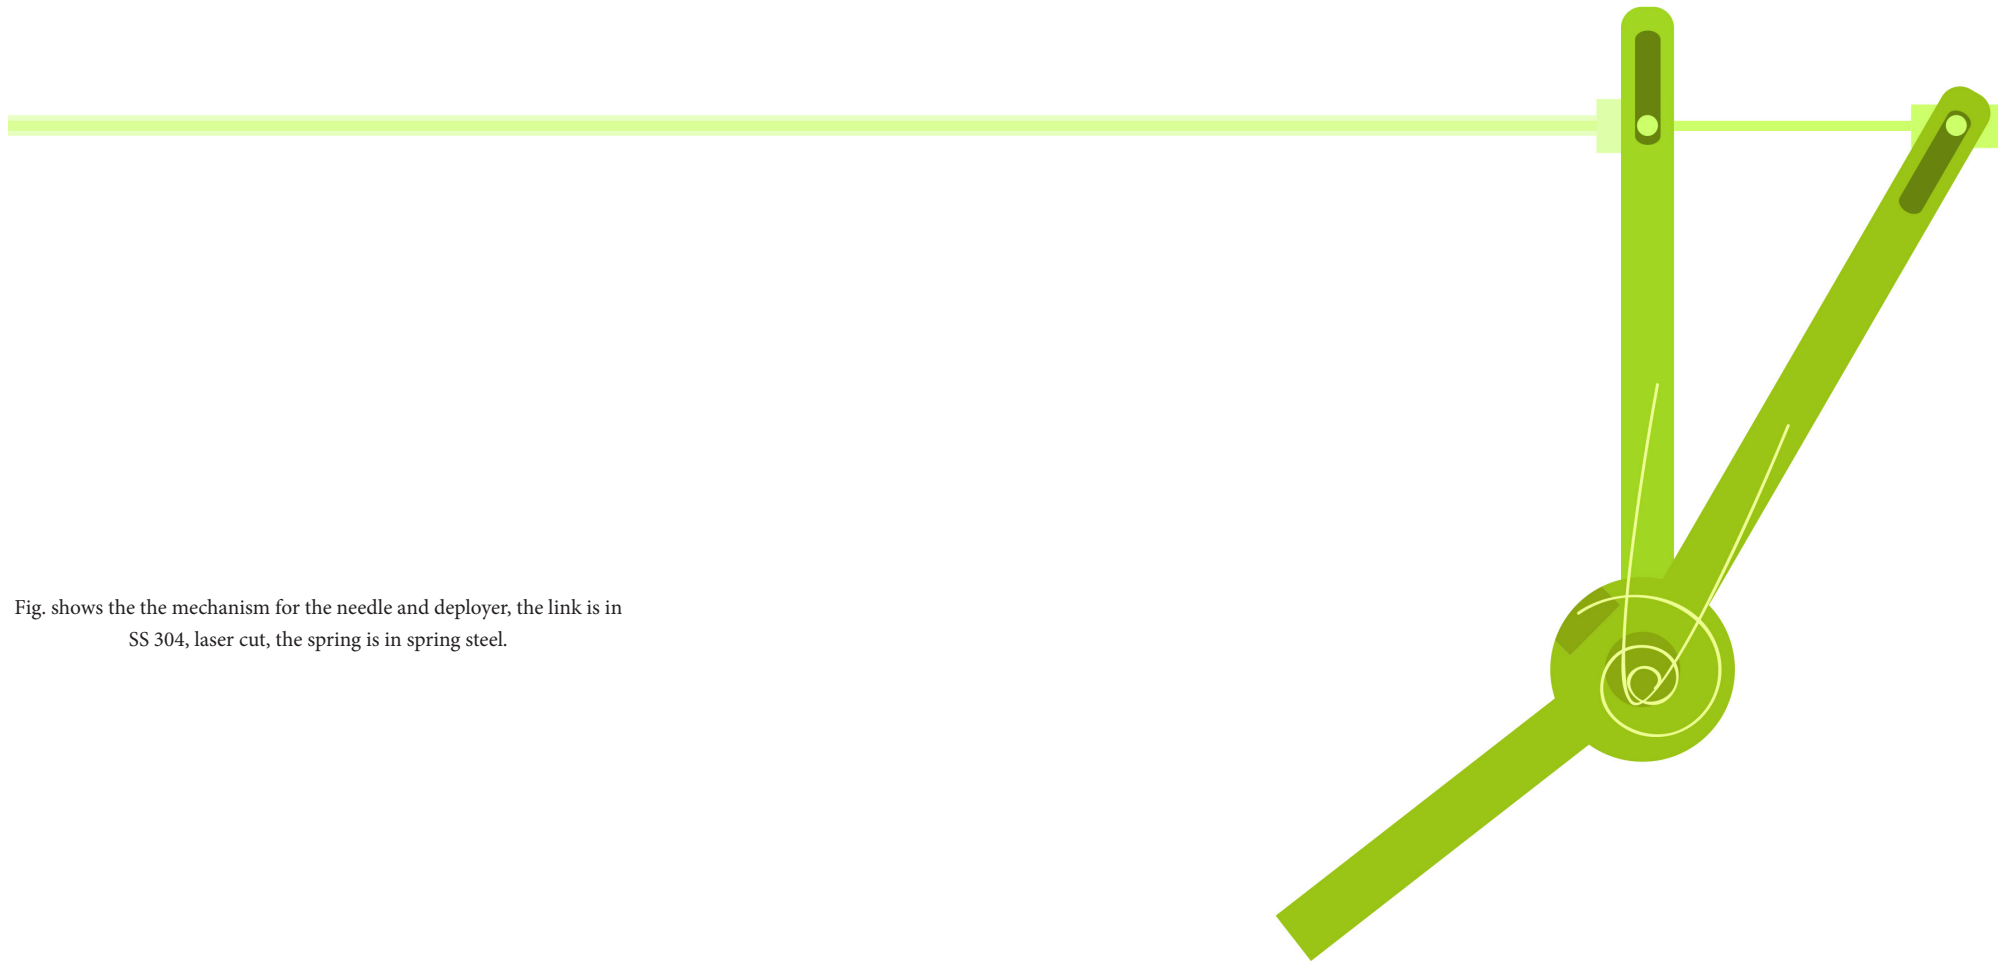 Fig. shows the the mechanism for the needle and deployer, the link is in
SS 304, laser cut, the spring is in spring steel.